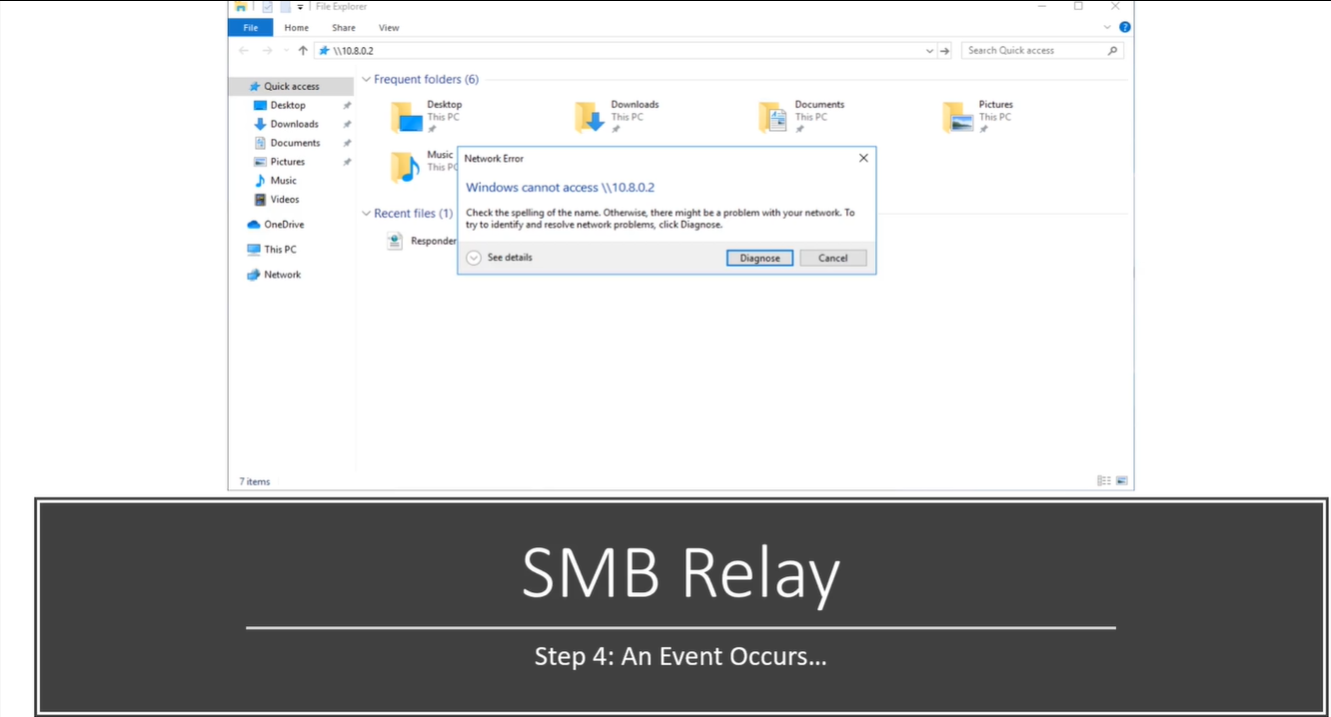 File Explorer
File Home Share View
\\10.8.0.2
Search Quick access
Quick access
Desktop
Downloads
Documents
Pictures
Music
Videos
OneDrive
This PC
Network
Frequent folders (6)
Desktop
This PC
Downloads
This PC
Documents
This PC
Pictures
This PC
Music
This PC
Recent files (1)
Responder
Network Error
Windows cannot access \\10.8.0.2
Check the spelling of the name. Otherwise, there might be a problem with your network. To
try to identify and resolve network problems, click Diagnose.
See details
Diagnose
Cancel
7 items
SMB Relay
Step 4: An Event Occurs...